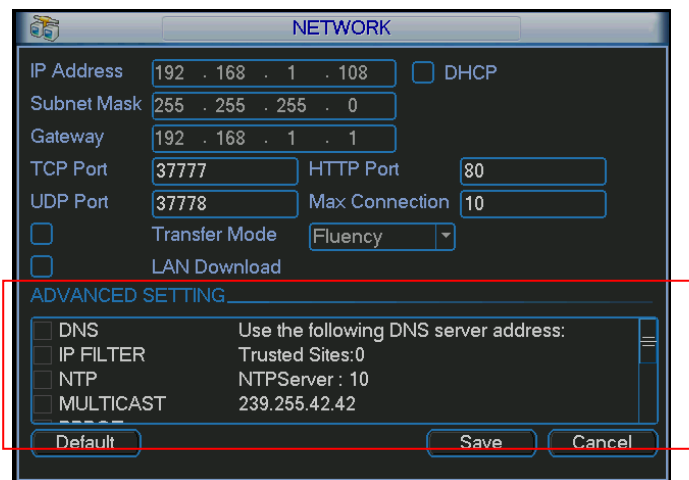 NETWORK
IP Address 192 . 168 . 1 . 108 DHCP
Subnet Mask 255 . 255 . 255 . 0
Gateway 192 . 168 . 1 . 1
TCP Port 37777 HTTP Port 80
UDP Port 37778 Max Connection 10
Transfer Mode Fluency
LAN Download
ADVANCED SETTING
DNS Use the following DNS server address:
IP FILTER Trusted Sites:0
NTP NTPServer : 10
MULTICAST 239.255.42.42
Default Save Cancel